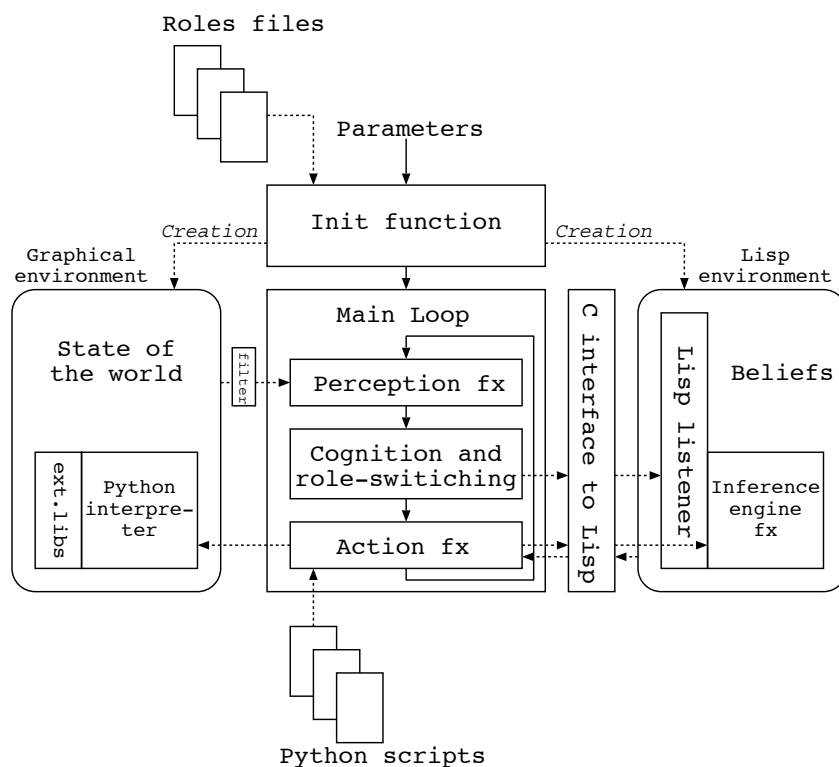 Roles files
Parameters
Init function
Creation
Creation
Graphical
environment
Lisp
environment
Main Loop
State of
the world
filter
Perception fx
Cognition and
role-switiching
Action fx
ext.libs
Python
interpre-
ter
C interface to Lisp
Lisp listener
Beliefs
Inference
engine
fx
Python scripts